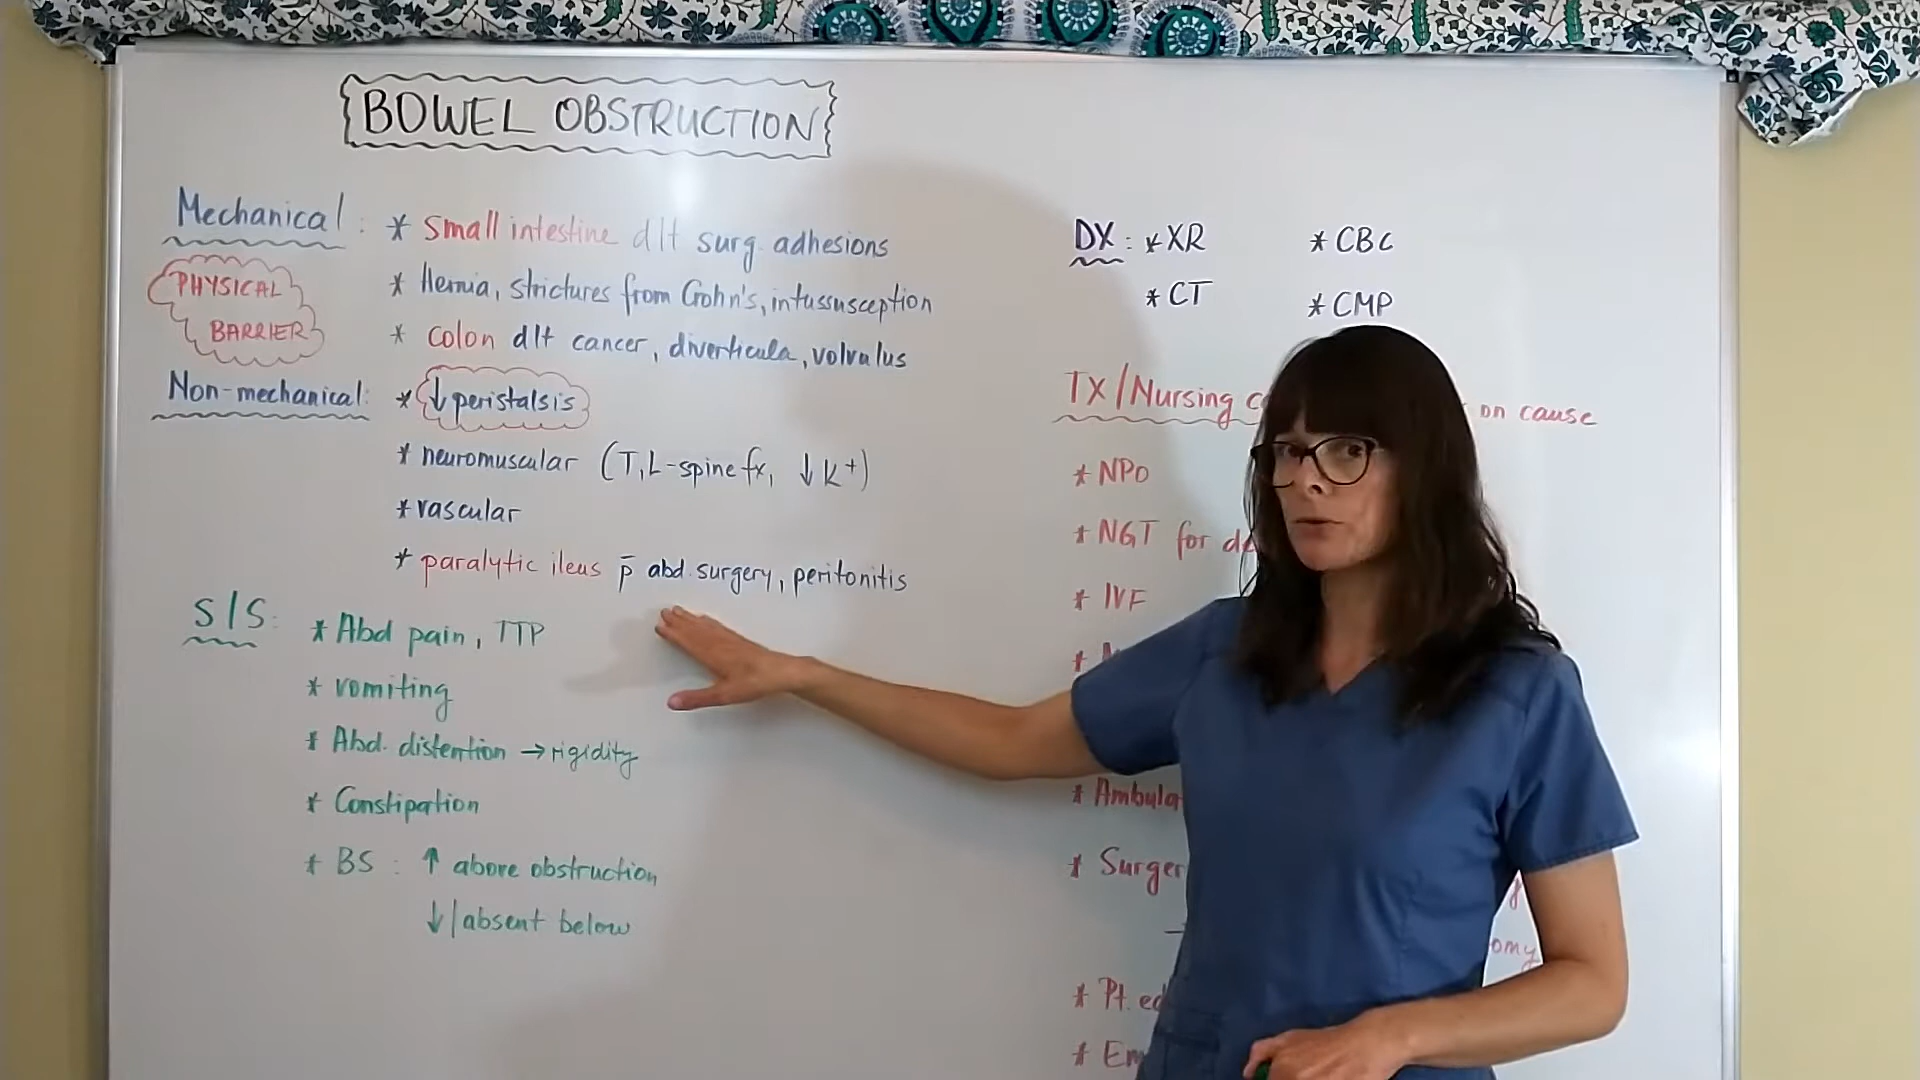 BOWEL OBSTRUCTION
Mechanical : * Small intestine d/t surg. adhesions
PHYSICAL
BARRIER
* Hernia, strictures from Crohn's, intussusception
* colon d/t cancer, diverticula, volvulus
Non-mechanical: * ↓ peristalsis
* neuromuscular (T, L-spine fx, ↓ K+)
* vascular
* paralytic ileus p̄ abd. surgery, peritonitis
S/S: * Abd pain, TTP
* vomiting
* Abd. distention → rigidity
* Constipation
* BS : ↑ above obstruction
↓/absent below
DX : * XR * CBC
* CT * CMP
TX/Nursing on cause
* NPO
* NGT for
* IVF
*
* Ambula
* Surger
→ omy
* Pt. ed
* Em